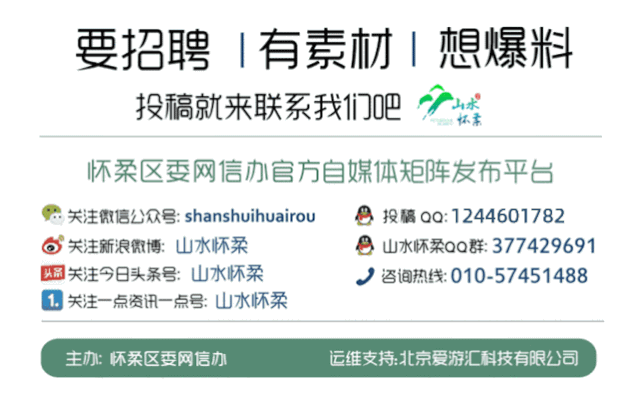 要招聘 | 有素材 | 想爆料
投稿就来联系我们吧 山水怀柔
怀柔区委网信办官方自媒体矩阵发布平台
关注微信公众号: shanshuihuairou
关注新浪微博: 山水怀柔
头条 关注今日头条号: 山水怀柔
1. 关注一点资讯一点号: 山水怀柔
投稿 QQ: 1244601782
山水怀柔QQ群: 377429691
咨询热线: 010-57451488
主办: 怀柔区委网信办 运维支持:北京爱游汇科技有限公司